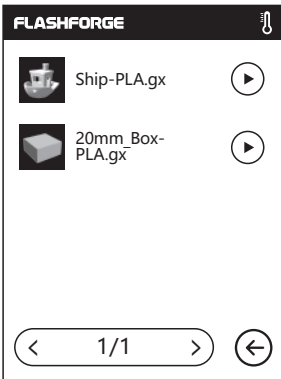 FLASHFORGE
Ship-PLA.gx
20mm_Box-
PLA.gx
1/1